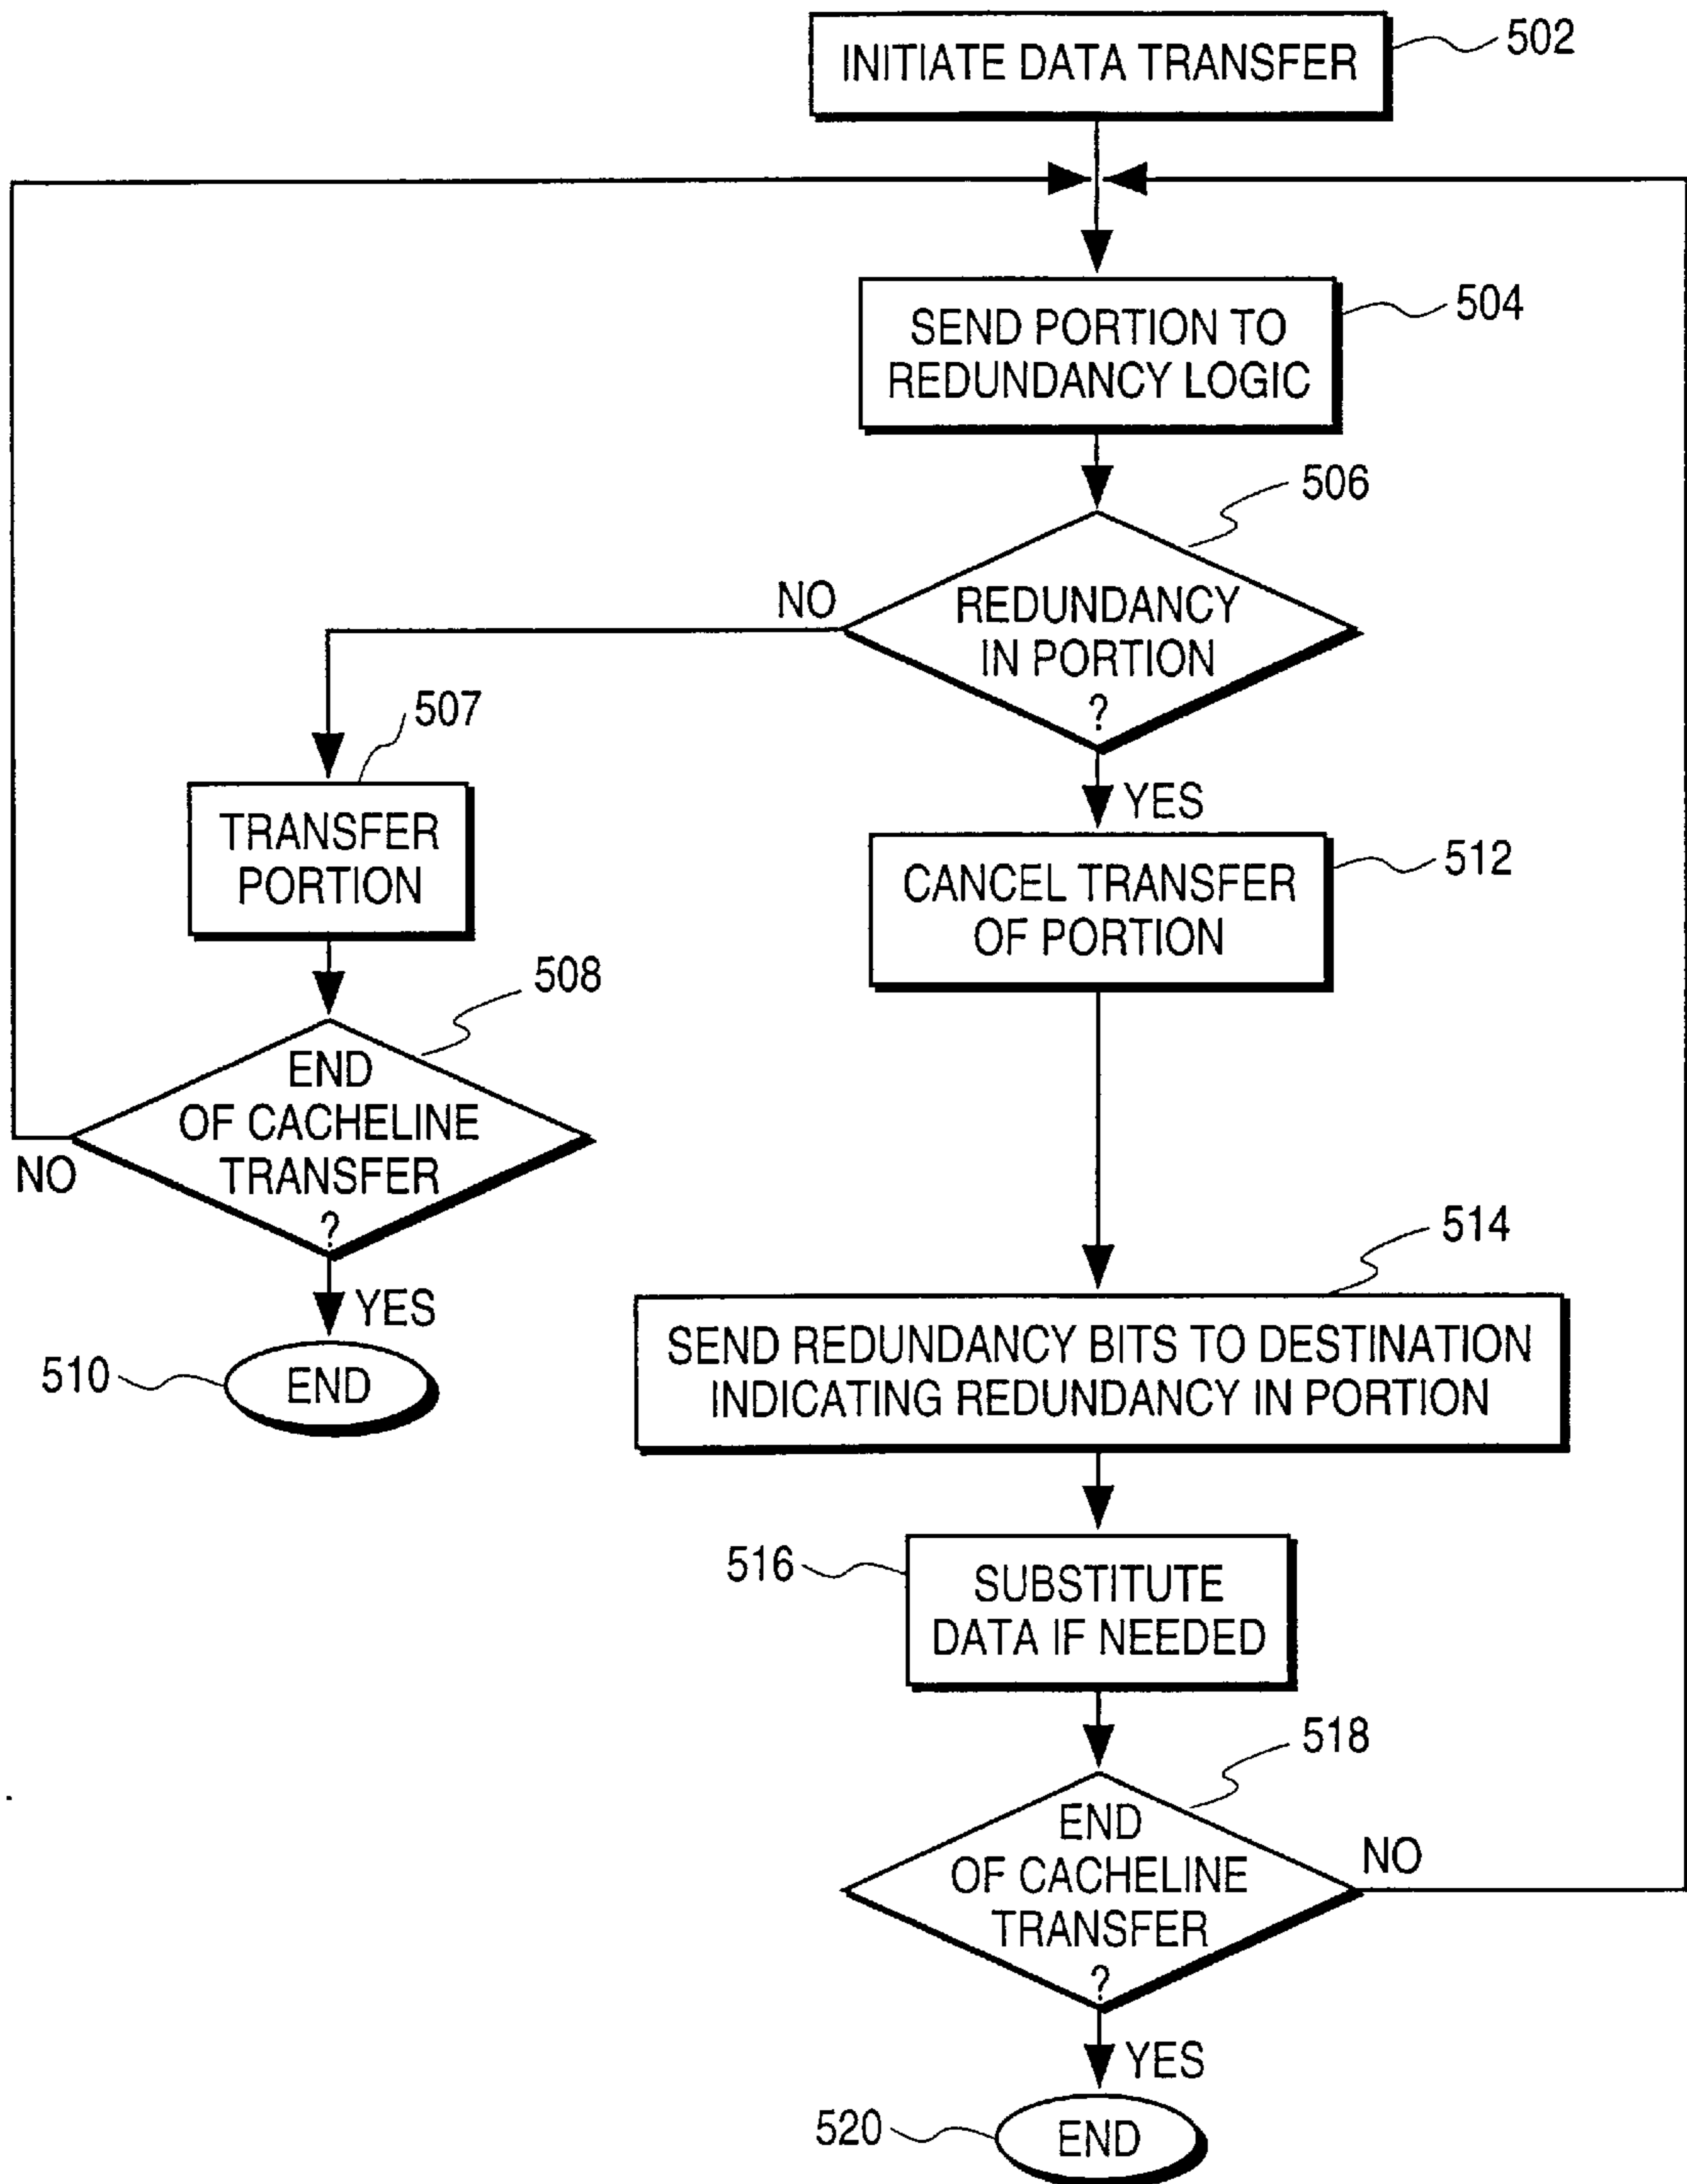 INITIATE DATA TRANSFER
502
SEND PORTION TO
REDUNDANCY LOGIC
504
506
REDUNDANCY
IN PORTION
?
NO
YES
507
TRANSFER
PORTION
512
CANCEL TRANSFER
OF PORTION
508
END
OF CACHELINE
TRANSFER
?
NO
YES
510
END
514
SEND REDUNDANCY BITS TO DESTINATION
INDICATING REDUNDANCY IN PORTION
516
SUBSTITUTE
DATA IF NEEDED
518
END
OF CACHELINE
TRANSFER
?
NO
YES
520
END